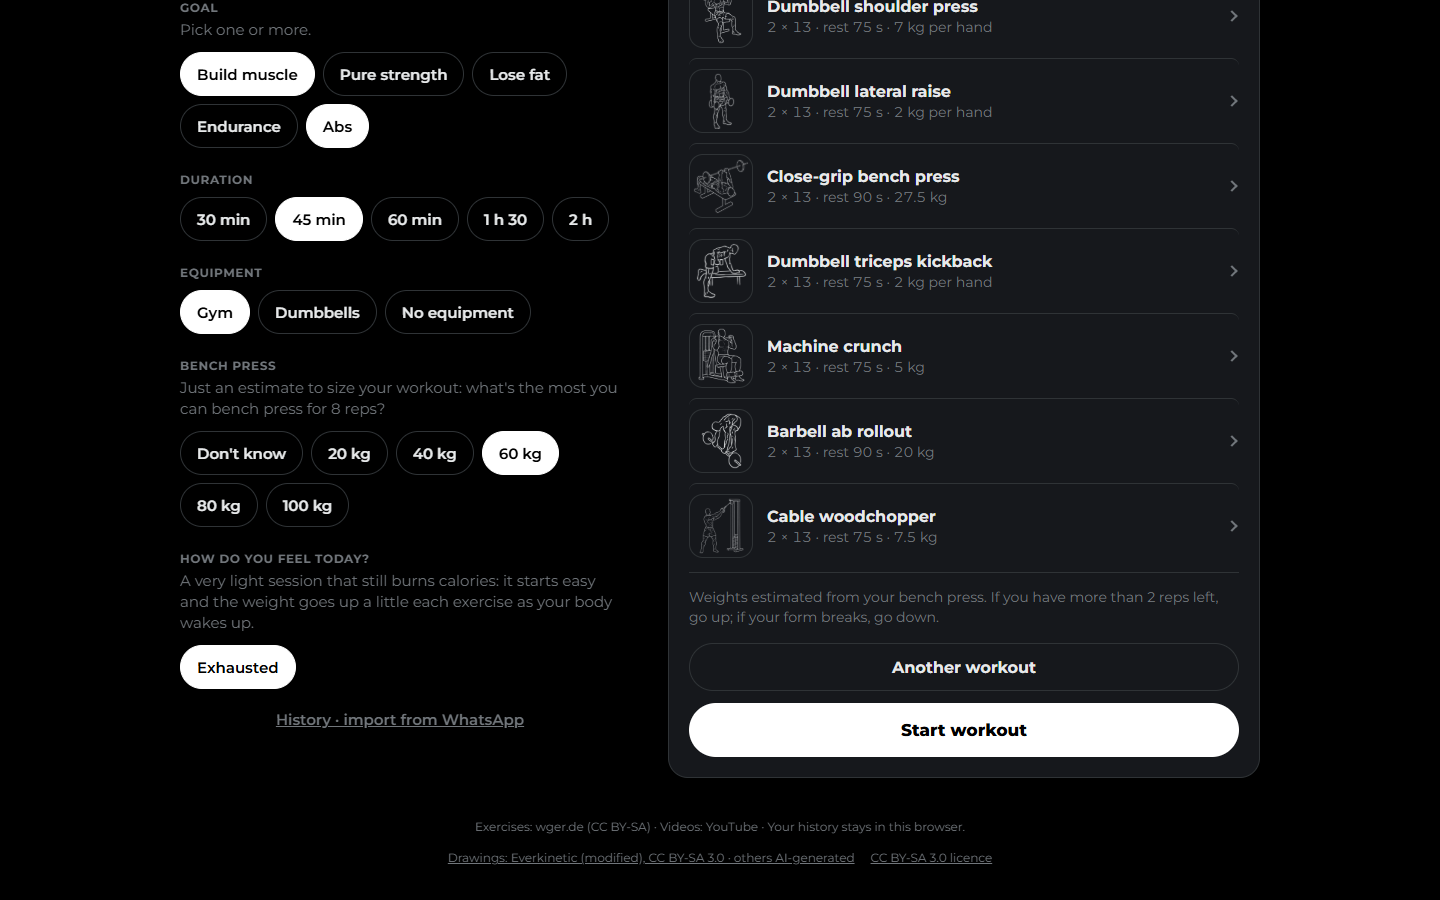 GOAL
Pick one or more.
Build muscle
Pure strength
Lose fat
Endurance
Abs
DURATION
30 min
45 min
60 min
1 h 30
2 h
EQUIPMENT
Gym
Dumbbells
No equipment
BENCH PRESS
Just an estimate to size your workout: what's the most you
can bench press for 8 reps?
Don't know
20 kg
40 kg
60 kg
80 kg
100 kg
HOW DO YOU FEEL TODAY?
A very light session that still burns calories: it starts easy
and the weight goes up a little each exercise as your body
wakes up.
Exhausted
History · import from WhatsApp
Dumbbell shoulder press
2 × 13 · rest 75 s · 7 kg per hand
Dumbbell lateral raise
2 × 13 · rest 75 s · 2 kg per hand
Close-grip bench press
2 × 13 · rest 90 s · 27.5 kg
Dumbbell triceps kickback
2 × 13 · rest 75 s · 2 kg per hand
Machine crunch
2 × 13 · rest 75 s · 5 kg
Barbell ab rollout
2 × 13 · rest 90 s · 20 kg
Cable woodchopper
2 × 13 · rest 75 s · 7.5 kg
Weights estimated from your bench press. If you have more than 2 reps left,
go up; if your form breaks, go down.
Another workout
Start workout
Exercises: wger.de (CC BY-SA) · Videos: YouTube · Your history stays in this browser.
Drawings: Everkinetic (modified), CC BY-SA 3.0 · others AI-generated
CC BY-SA 3.0 licence